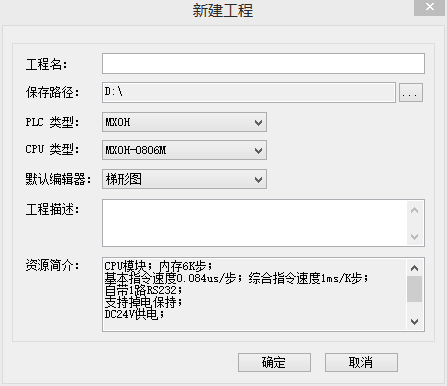 新建工程
工程名：
保存路径： D:\ ...
PLC 类型： MX0H
CPU 类型： MX0H-0806M
默认编辑器： 梯形图
工程描述：
资源简介： CPU模块；内存6K步；
基本指令速度0.084us/步；综合指令速度1ms/K步；
自带1路RS232；
支持掉电保持；
DC24V供电；
确定 取消